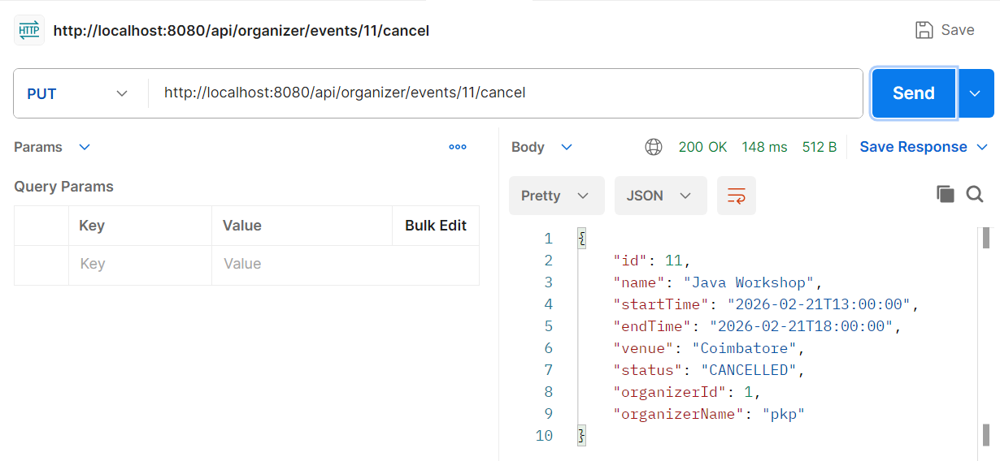 HTTP http://localhost:8080/api/organizer/events/11/cancel Save
PUT http://localhost:8080/api/organizer/events/11/cancel Send
Params
Query Params
Key Value Bulk Edit
Key Value
Body 200 OK 148 ms 512 B Save Response
Pretty JSON
1 {
2 "id": 11,
3 "name": "Java Workshop",
4 "startTime": "2026-02-21T13:00:00",
5 "endTime": "2026-02-21T18:00:00",
6 "venue": "Coimbatore",
7 "status": "CANCELLED",
8 "organizerId": 1,
9 "organizerName": "pkp"
10 }